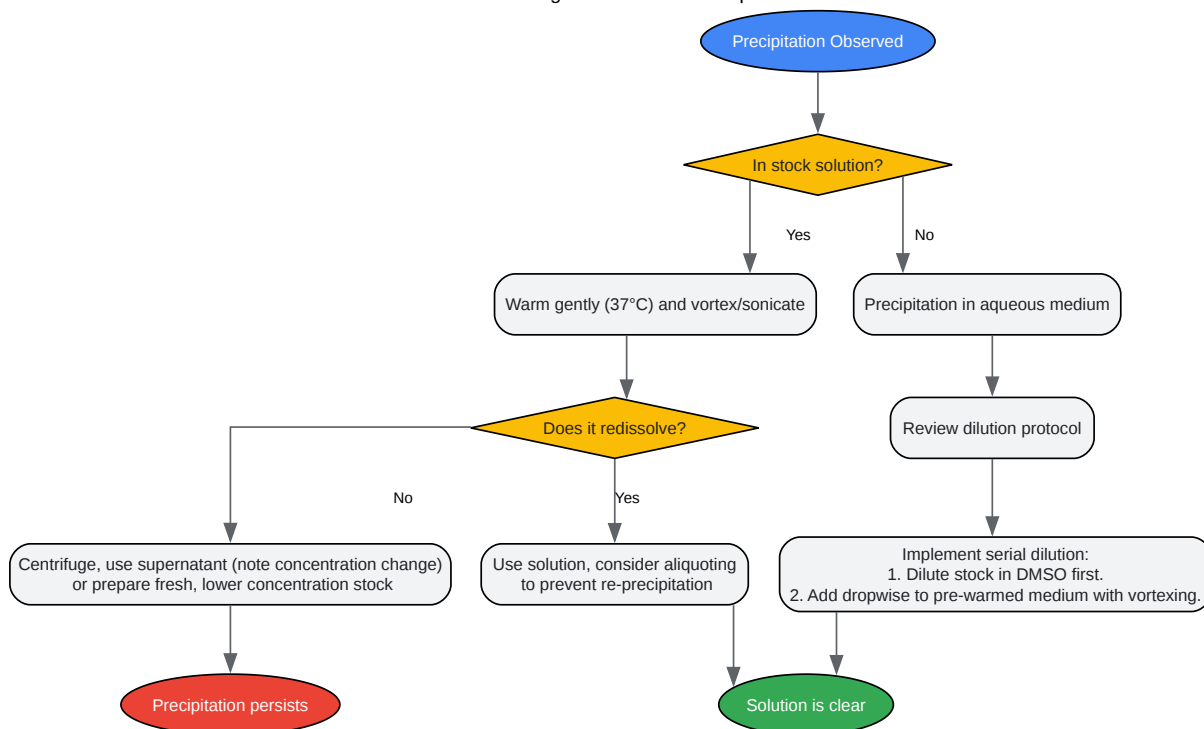 Precipitation Observed
In stock solution?
Yes
No
Warm gently (37°C) and vortex/sonicate
Precipitation in aqueous medium
Does it redissolve?
Review dilution protocol
No
Yes
Centrifuge, use supernatant (note concentration change)
or prepare fresh, lower concentration stock
Use solution, consider aliquoting
to prevent re-precipitation
Implement serial dilution:
1. Dilute stock in DMSO first.
2. Add dropwise to pre-warmed medium with vortexing.
Precipitation persists
Solution is clear